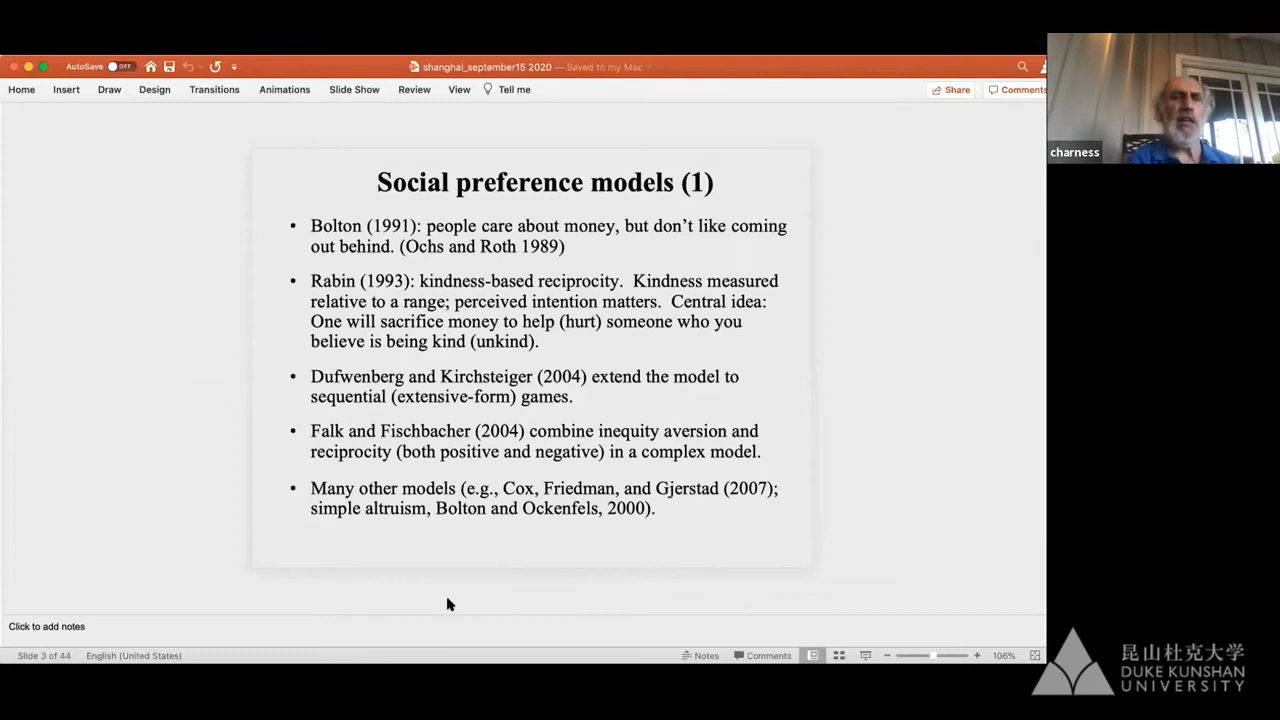 AutoSave OFF
shanghai_september15 2020 — Saved to my Mac
Home Insert Draw Design Transitions Animations Slide Show Review View Tell me
Share Comments
charness
Social preference models (1)
• Bolton (1991): people care about money, but don’t like coming
out behind. (Ochs and Roth 1989)
• Rabin (1993): kindness-based reciprocity. Kindness measured
relative to a range; perceived intention matters. Central idea:
One will sacrifice money to help (hurt) someone who you
believe is being kind (unkind).
• Dufwenberg and Kirchsteiger (2004) extend the model to
sequential (extensive-form) games.
• Falk and Fischbacher (2004) combine inequity aversion and
reciprocity (both positive and negative) in a complex model.
• Many other models (e.g., Cox, Friedman, and Gjerstad (2007);
simple altruism, Bolton and Ockenfels, 2000).
Click to add notes
Slide 3 of 44 English (United States) Notes Comments 106%
昆山杜克大学
DUKE KUNSHAN
UNIVERSITY